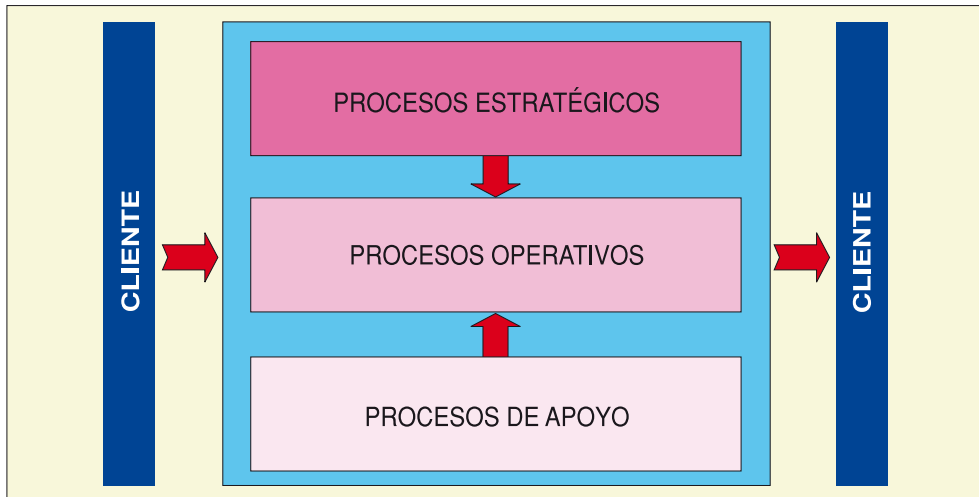 CLIENTE
PROCESOS ESTRATÉGICOS
PROCESOS OPERATIVOS
PROCESOS DE APOYO
CLIENTE